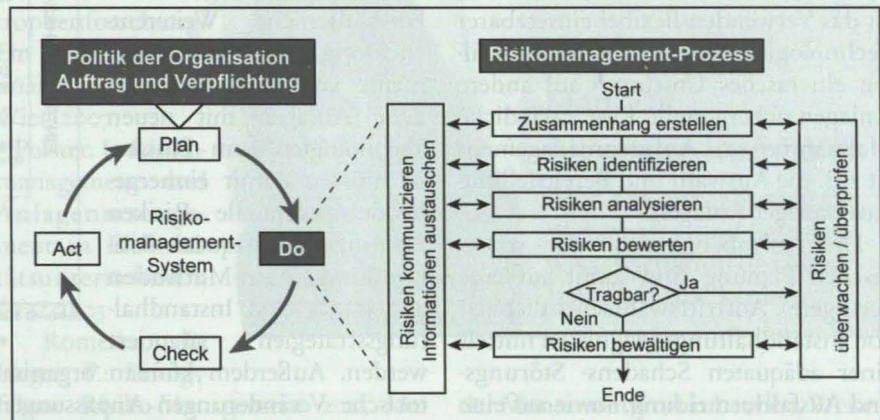 Politik der Organisation
Auftrag und Verpflichtung
Plan
Risiko-
management-
System
Act
Do
Check
Risikomanagement-Prozess
Start
Risiken kommunizieren
Informationen austauschen
Zusammenhang erstellen
Risiken identifizieren
Risiken analysieren
Risiken bewerten
Tragbar?
Ja
Nein
Risiken bewältigen
Ende
Risiken
überwachen / überprüfen